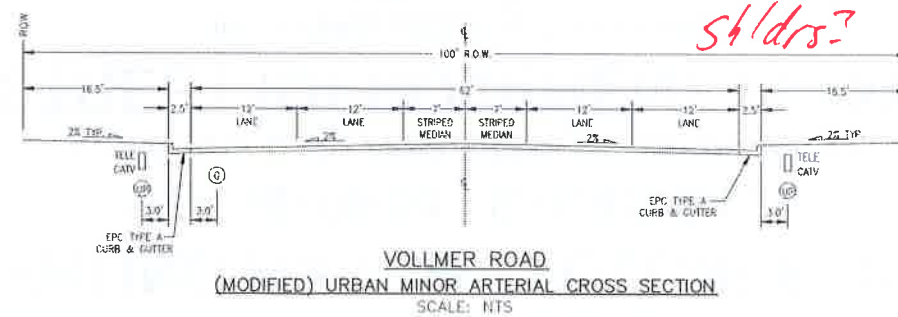 shldrs?
ROW
℄
100' R.O.W.
16.5'
62'
16.5'
2.5'
12'
12'
7'
7'
12'
12'
2.5'
LANE
LANE
STRIPED
MEDIAN
STRIPED
MEDIAN
LANE
LANE
2% TYP.
2%
2%
2% TYP.
TELE
CATV
G
TELE
CATV
3.0'
3.0'
3.0'
EPC TYPE A
CURB & GUTTER
EPC TYPE A
CURB & GUTTER
VOLLMER ROAD
(MODIFIED) URBAN MINOR ARTERIAL CROSS SECTION
SCALE: NTS